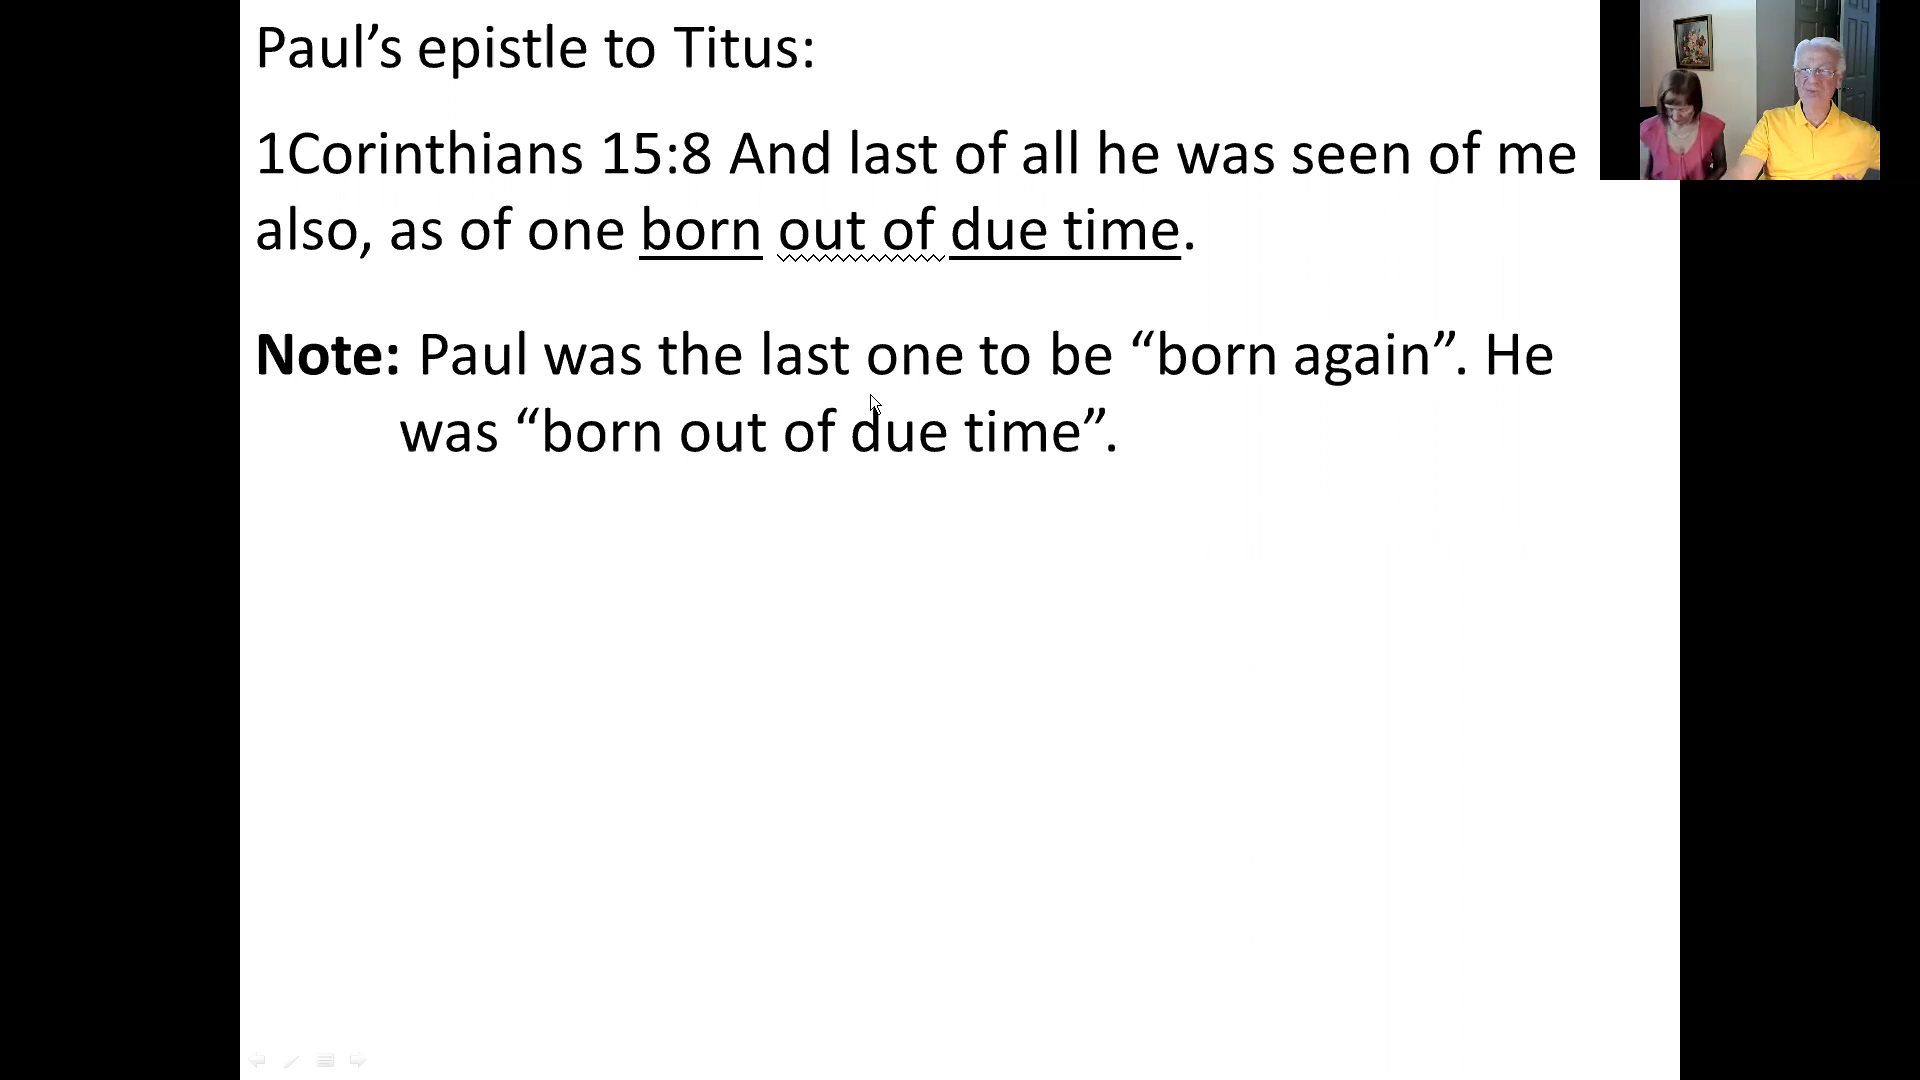 Paul’s epistle to Titus:
1Corinthians 15:8 And last of all he was seen of me
also, as of one born out of due time.
Note: Paul was the last one to be “born again”. He
was “born out of due time”.